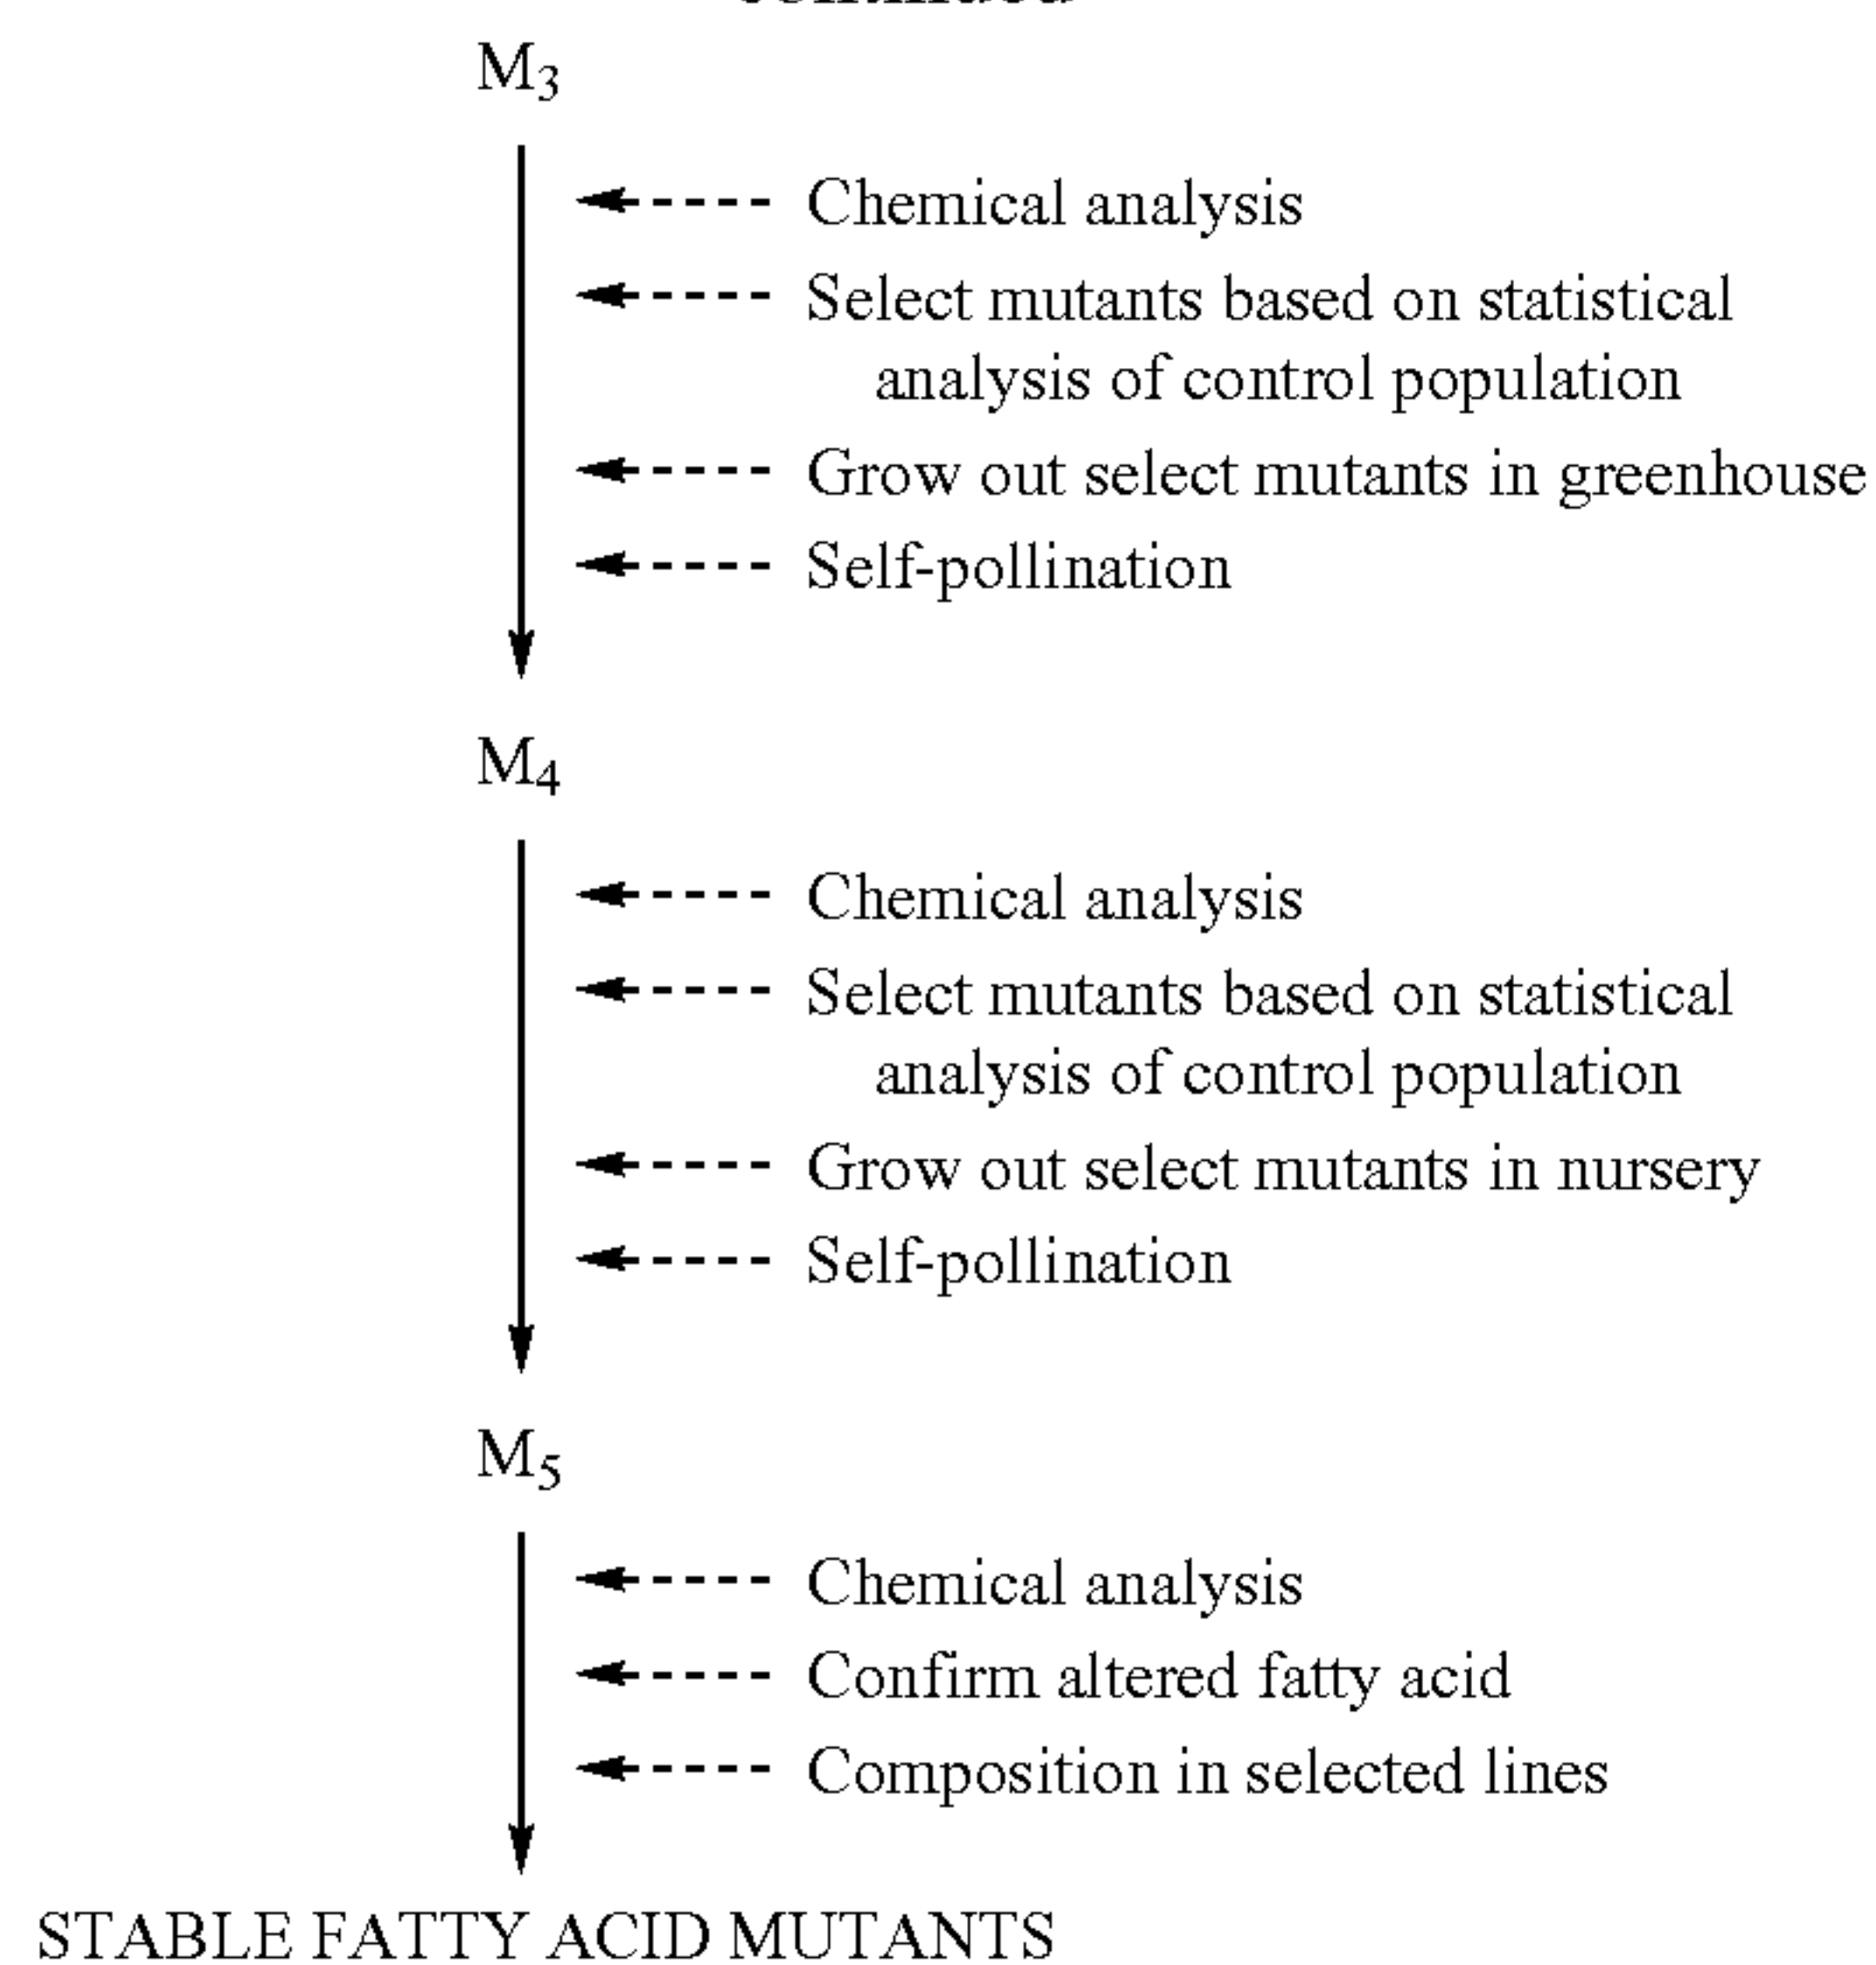 M3
Chemical analysis
Select mutants based on statistical
analysis of control population
Grow out select mutants in greenhouse
Self-pollination
M4
Chemical analysis
Select mutants based on statistical
analysis of control population
Grow out select mutants in nursery
Self-pollination
M5
Chemical analysis
Confirm altered fatty acid
Composition in selected lines
STABLE FATTY ACID MUTANTS